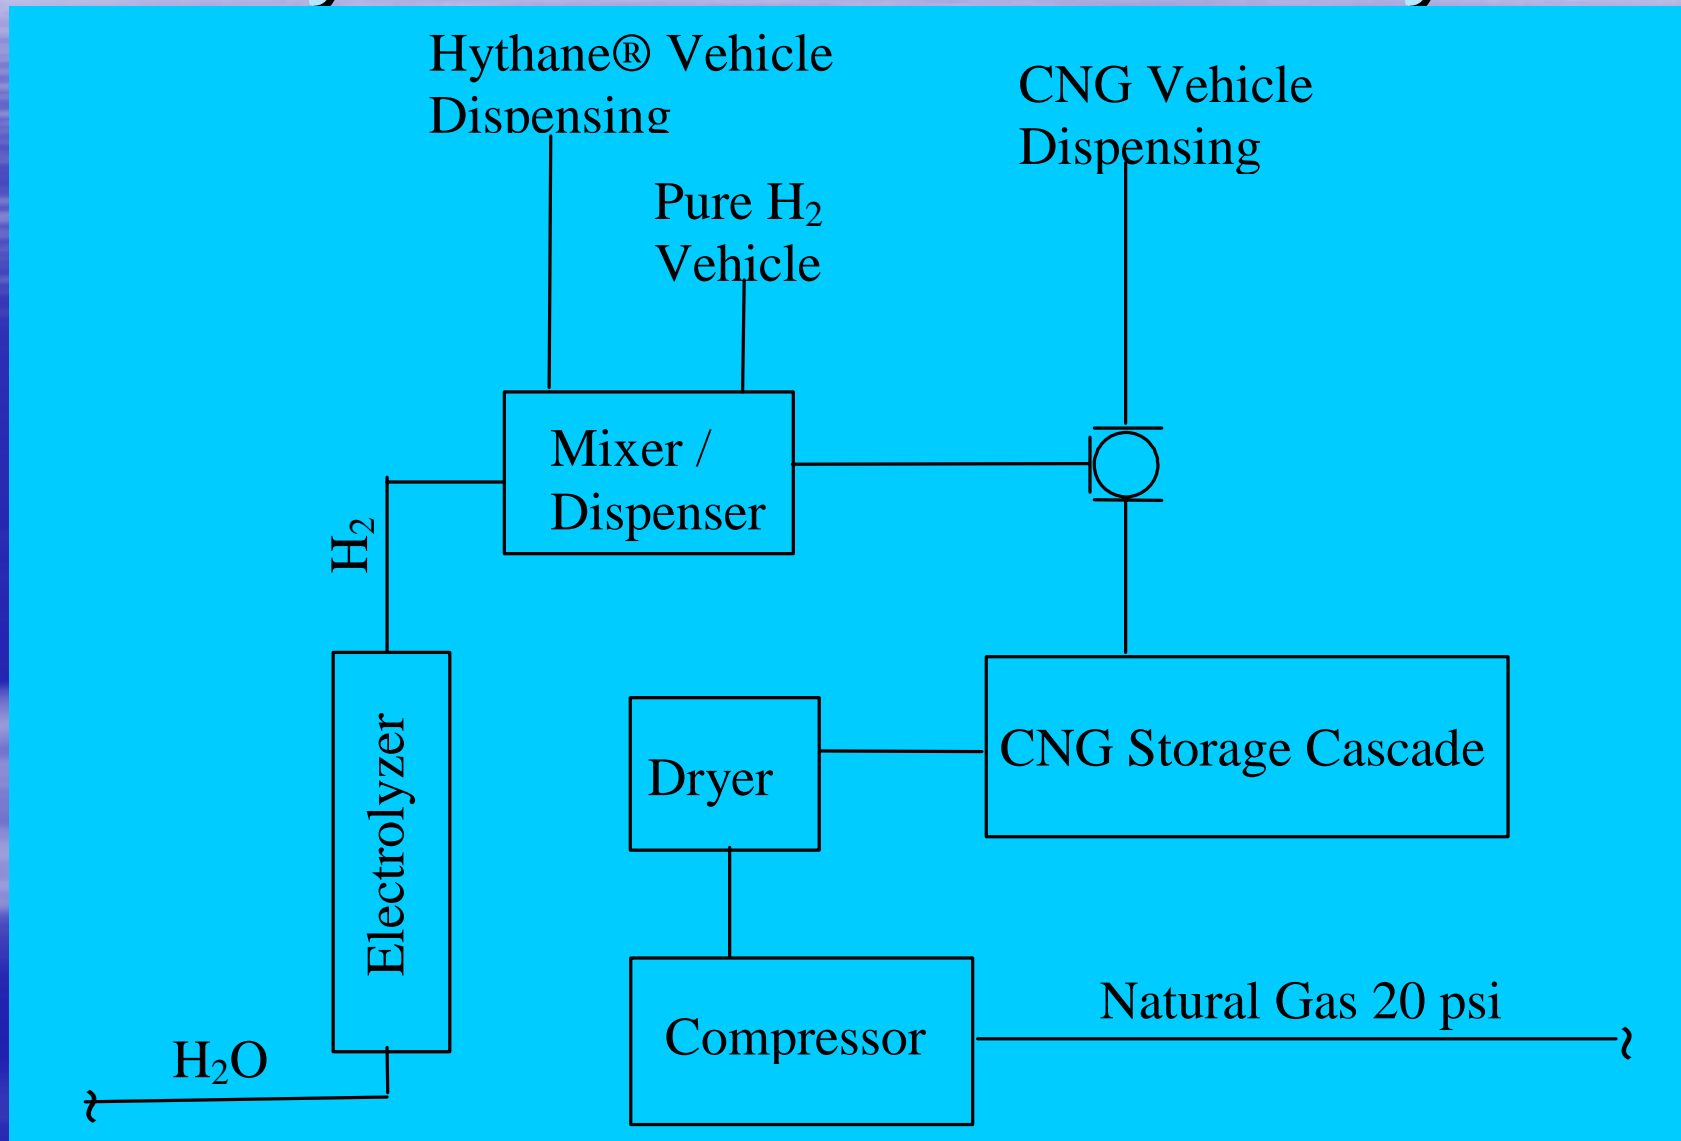 Hythane® Vehicle
Dispensing
CNG Vehicle
Dispensing
Pure H₂
Vehicle
Mixer /
Dispenser
H₂
Electrolyzer
Dryer
CNG Storage Cascade
Compressor
Natural Gas 20 psi
H₂O